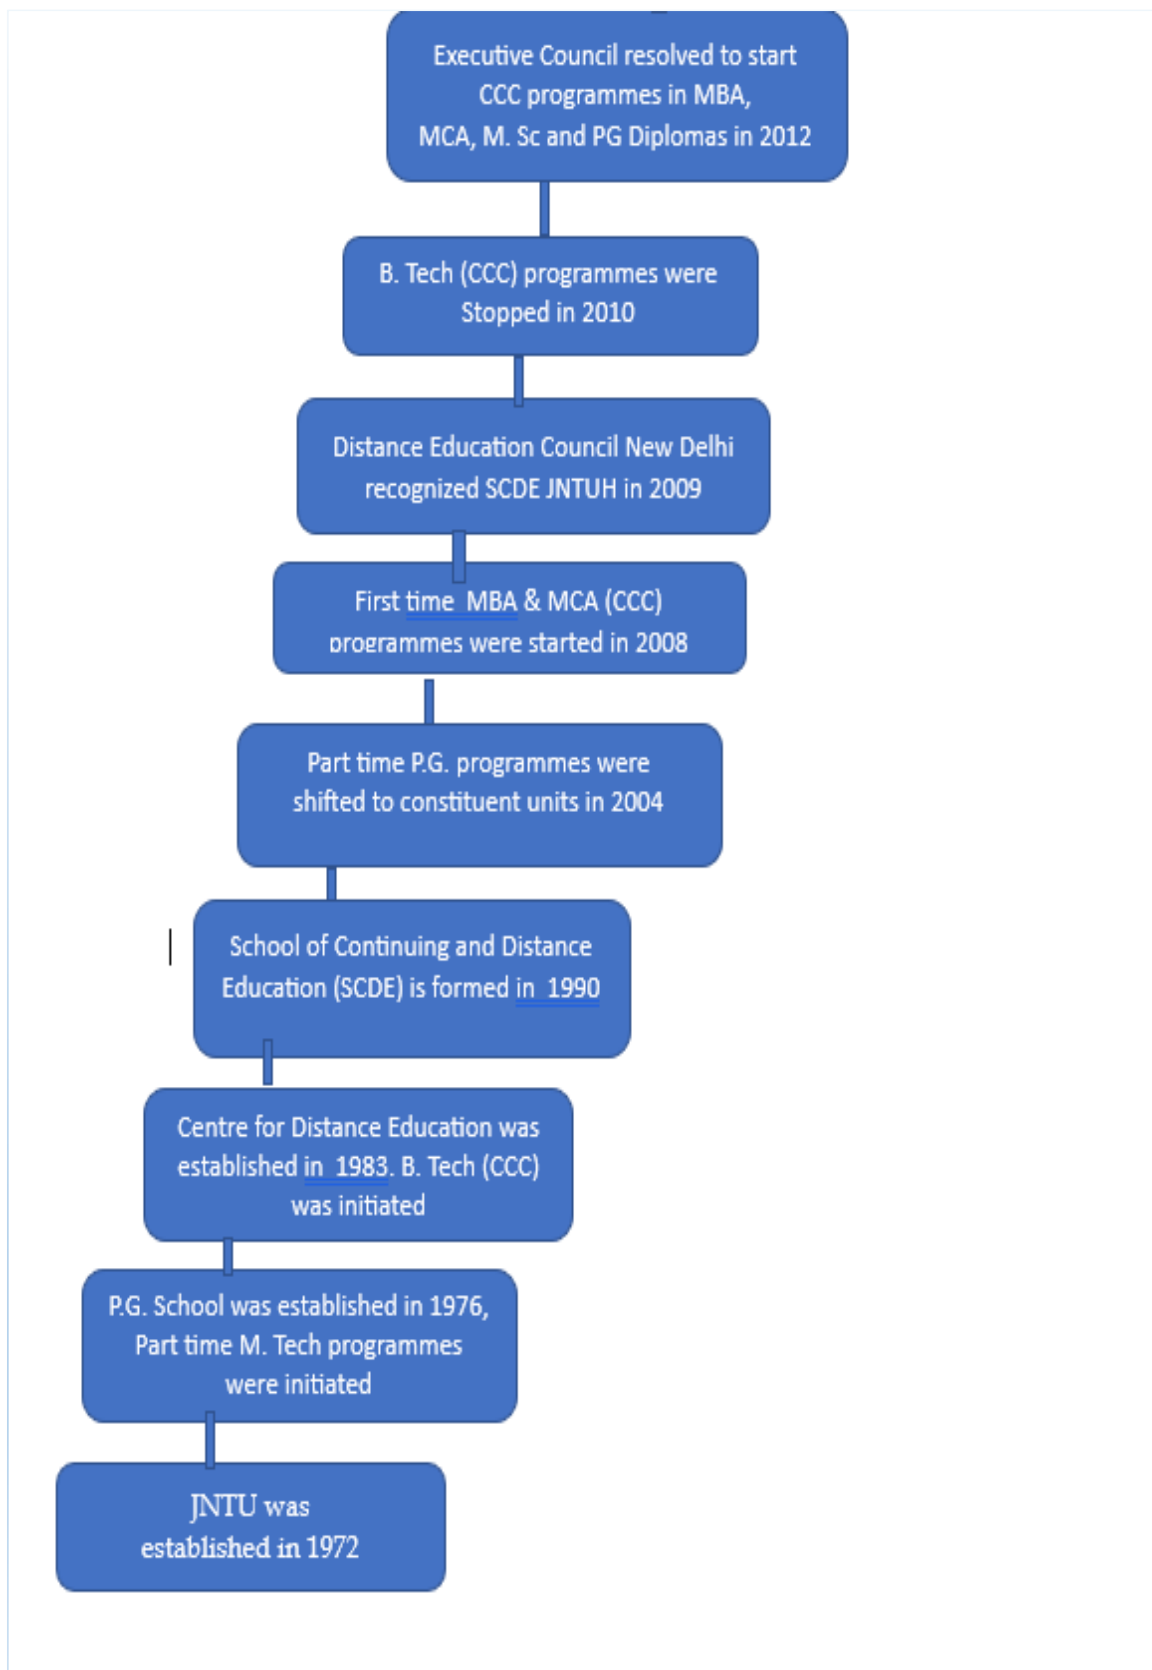 Executive Council resolved to start
CCC programmes in MBA,
MCA, M. Sc and PG Diplomas in 2012
B. Tech (CCC) programmes were
Stopped in 2010
Distance Education Council New Delhi
recognized SCDE JNTUH in 2009
First time MBA & MCA (CCC)
programmes were started in 2008
Part time P.G. programmes were
shifted to constituent units in 2004
School of Continuing and Distance
Education (SCDE) is formed in 1990
Centre for Distance Education was
established in 1983. B. Tech (CCC)
was initiated
P.G. School was established in 1976,
Part time M. Tech programmes
were initiated
JNTU was
established in 1972